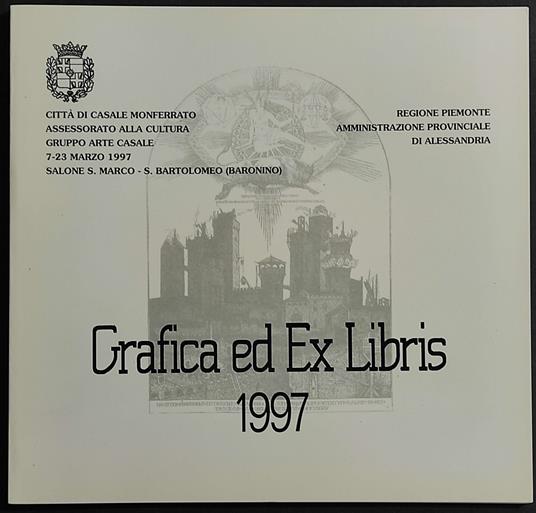 CITTÀ DI CASALE MONFERRATO
ASSESSORATO ALLA CULTURA
GRUPPO ARTE CASALE
7-23 MARZO 1997
SALONE S. MARCO - S. BARTOLOMEO (BARONINO)
REGIONE PIEMONTE
AMMINISTRAZIONE PROVINCIALE
DI ALESSANDRIA
Grafica ed Ex Libris
1997